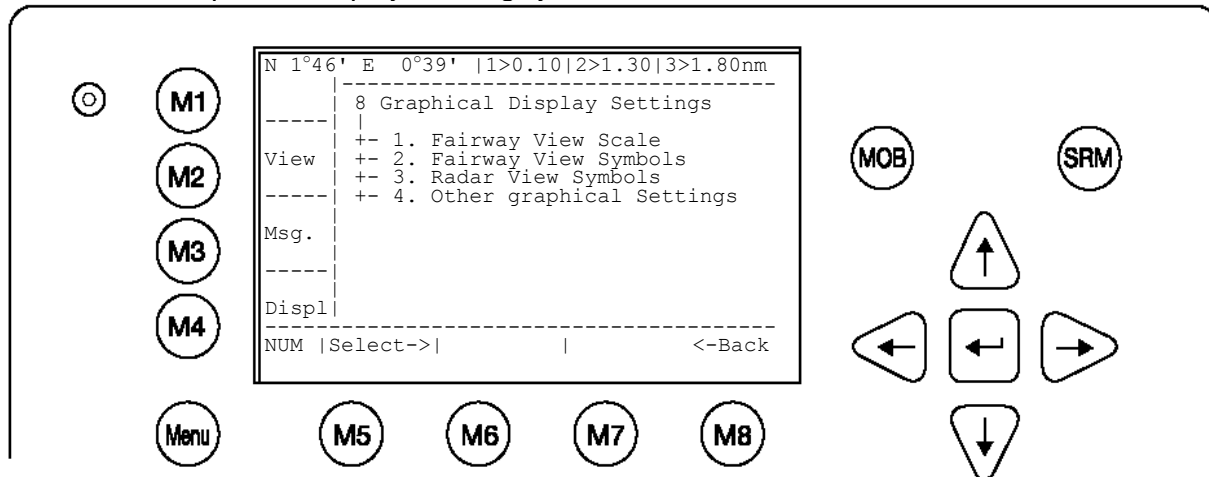 N 1°46' E 0°39' |1>0.10|2>1.30|3>1.80nm
8 Graphical Display Settings
+- 1. Fairway View Scale
View | +- 2. Fairway View Symbols
+- 3. Radar View Symbols
+- 4. Other graphical Settings
Msg.
Displ|
NUM |Select->| | <-Back
M1
M2
M3
M4
Menu
M5
M6
M7
M8
MOB
SRM